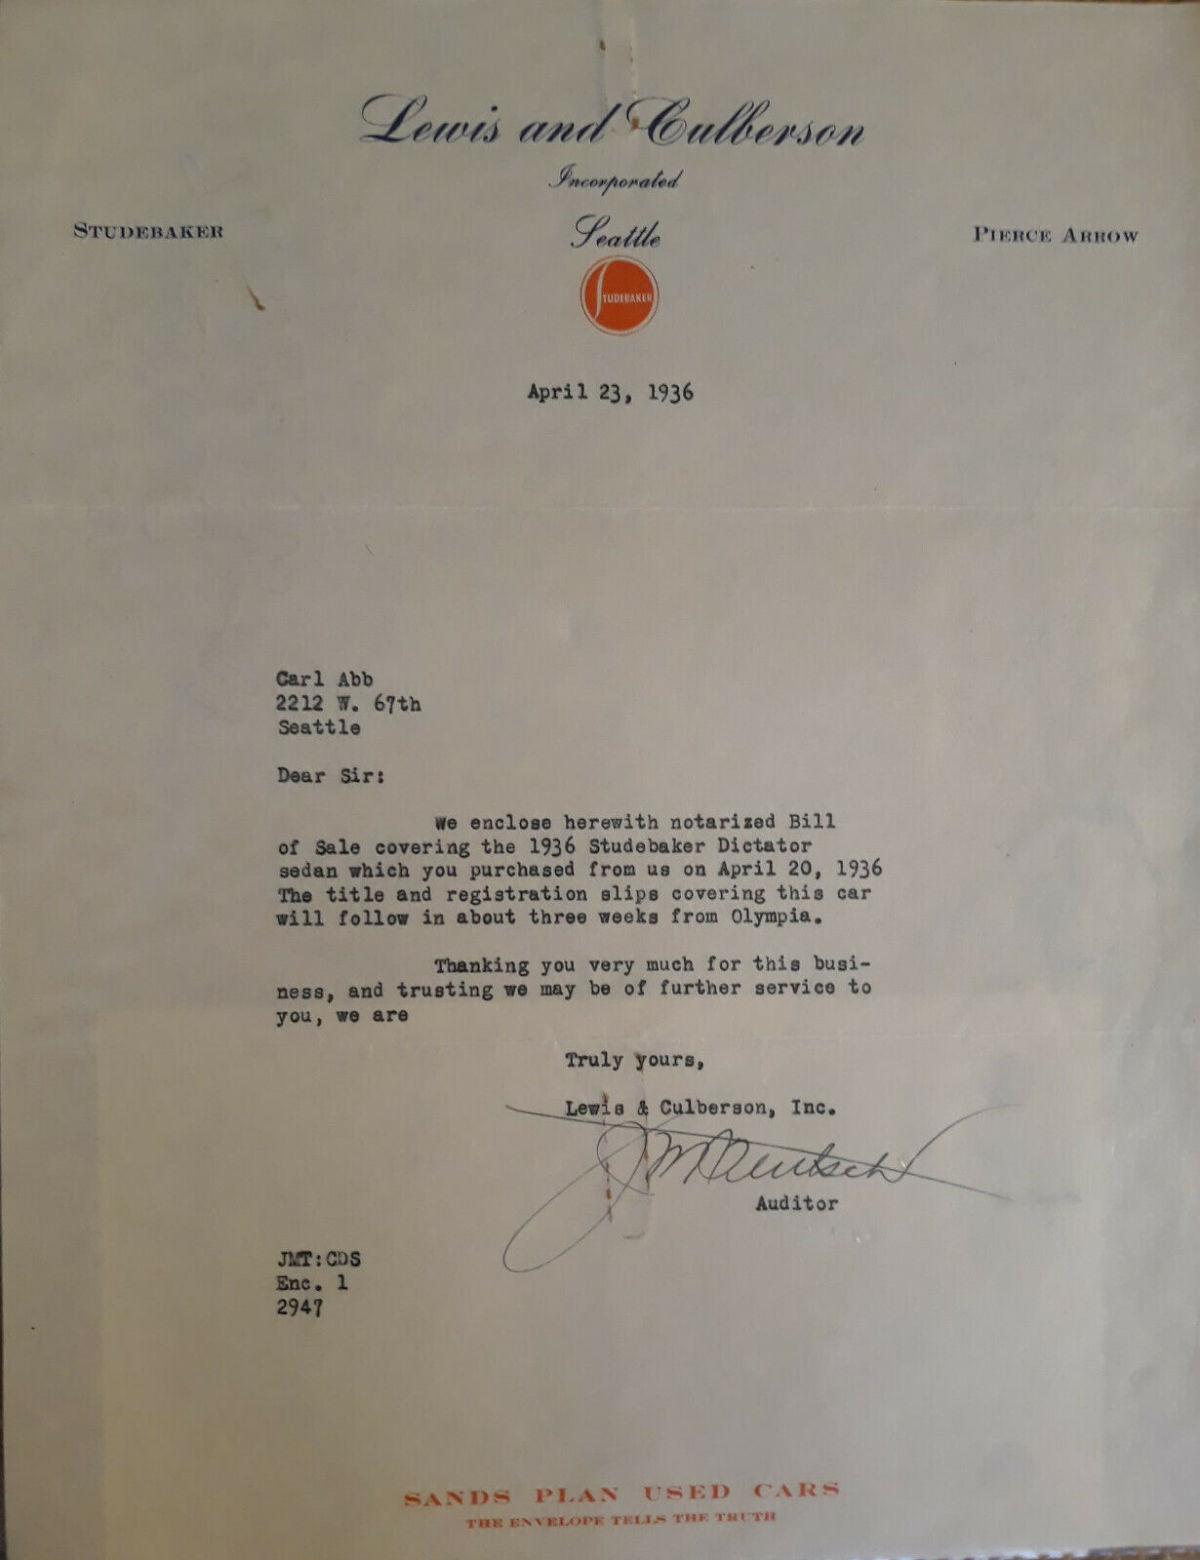 Lewis and Culberson
Incorporated
STUDEBAKER
Seattle
PIERCE ARROW
STUDEBAKER
April 23, 1936
Carl Abb
2212 W. 67th
Seattle
Dear Sir:
We enclose herewith notarized Bill
of Sale covering the 1936 Studebaker Dictator
sedan which you purchased from us on April 20, 1936
The title and registration slips covering this car
will follow in about three weeks from Olympia.
Thanking you very much for this busi-
ness, and trusting we may be of further service to
you, we are
Truly yours,
Lewis & Culberson, Inc.
Auditor
JMT:CDS
Enc. 1
2947
SANDS PLAN USED CARS
THE ENVELOPE TELLS THE TRUTH